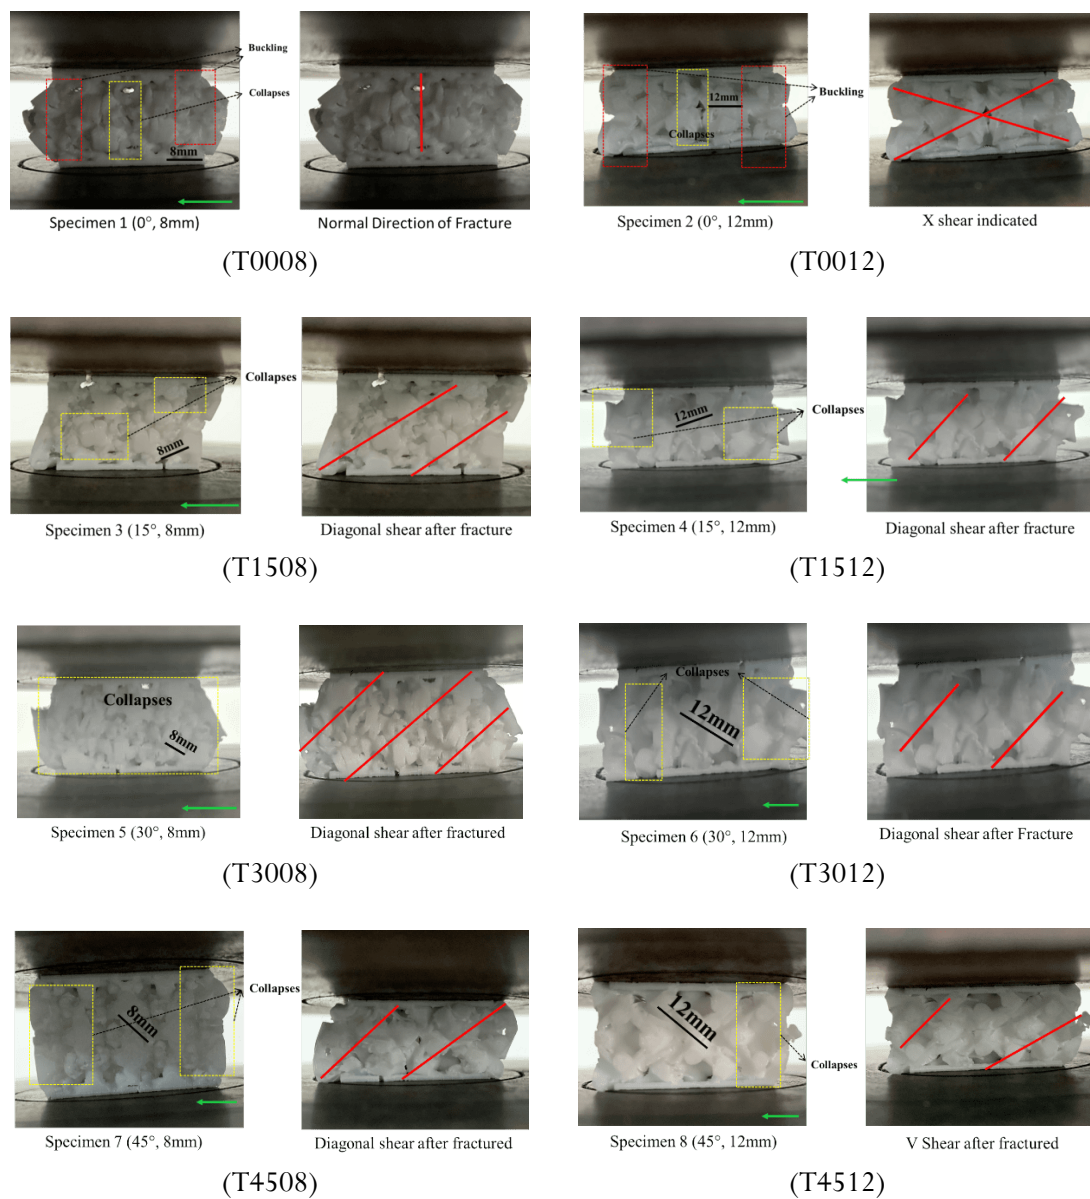 Buckling
Collapses
8mm
Specimen 1 (0°, 8mm)
Normal Direction of Fracture
(T0008)
12mm
Collapses
Buckling
Specimen 2 (0°, 12mm)
X shear indicated
(T0012)
Collapses
8mm
Specimen 3 (15°, 8mm)
Diagonal shear after fracture
(T1508)
12mm
Collapses
Specimen 4 (15°, 12mm)
Diagonal shear after fracture
(T1512)
Collapses
8mm
Specimen 5 (30°, 8mm)
Diagonal shear after fractured
(T3008)
Collapses
12mm
Specimen 6 (30°, 12mm)
Diagonal shear after Fracture
(T3012)
Collapses
8mm
Specimen 7 (45°, 8mm)
Diagonal shear after fractured
(T4508)
12mm
Collapses
Specimen 8 (45°, 12mm)
V Shear after fractured
(T4512)